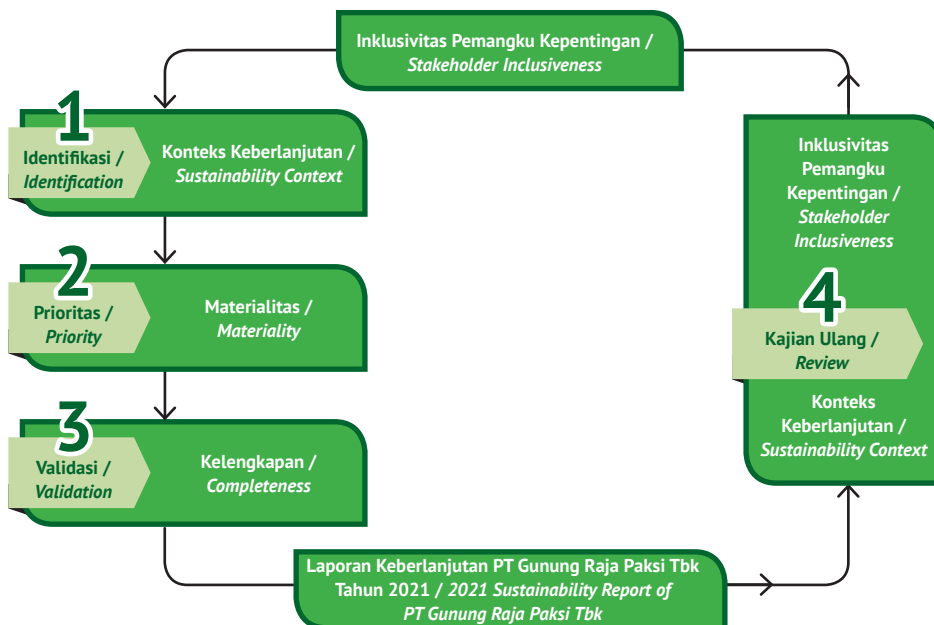 Inklusivitas Pemangku Kepentingan /
Stakeholder Inclusiveness
1
Identifikasi /
Identification
Konteks Keberlanjutan /
Sustainability Context
2
Prioritas /
Priority
Materialitas /
Materiality
3
Validasi /
Validation
Kelengkapan /
Completeness
Laporan Keberlanjutan PT Gunung Raja Paksi Tbk
Tahun 2021 / 2021 Sustainability Report of
PT Gunung Raja Paksi Tbk
Inklusivitas
Pemangku
Kepentingan /
Stakeholder
Inclusiveness
4
Kajian Ulang /
Review
Konteks
Keberlanjutan /
Sustainability Context